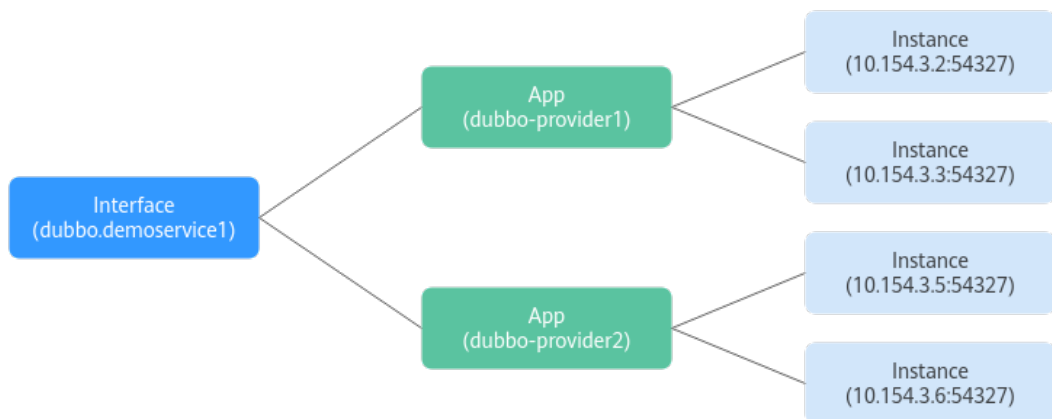 Interface
(dubbo.demoservice1)
App
(dubbo-provider1)
Instance
(10.154.3.2:54327)
Instance
(10.154.3.3:54327)
App
(dubbo-provider2)
Instance
(10.154.3.5:54327)
Instance
(10.154.3.6:54327)